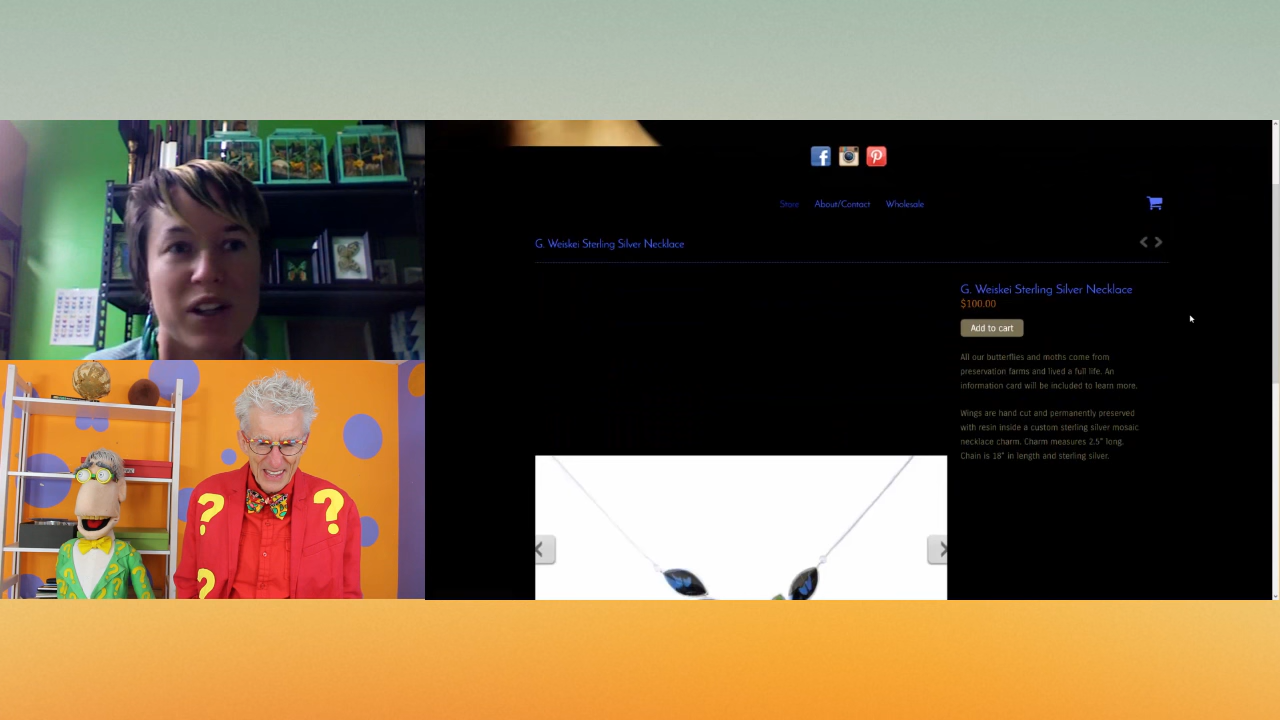 Store
About/Contact
Wholesale
G. Weiskei Sterling Silver Necklace
G. Weiskei Sterling Silver Necklace
$100.00
Add to cart
All our butterflies and moths come from
preservation farms and lived a full life. An
information card will be included to learn more.
Wings are hand cut and permanently preserved
with resin inside a custom sterling silver mosaic
necklace charm. Charm measures 2.5" long.
Chain is 18" in length and sterling silver.
? ?
?